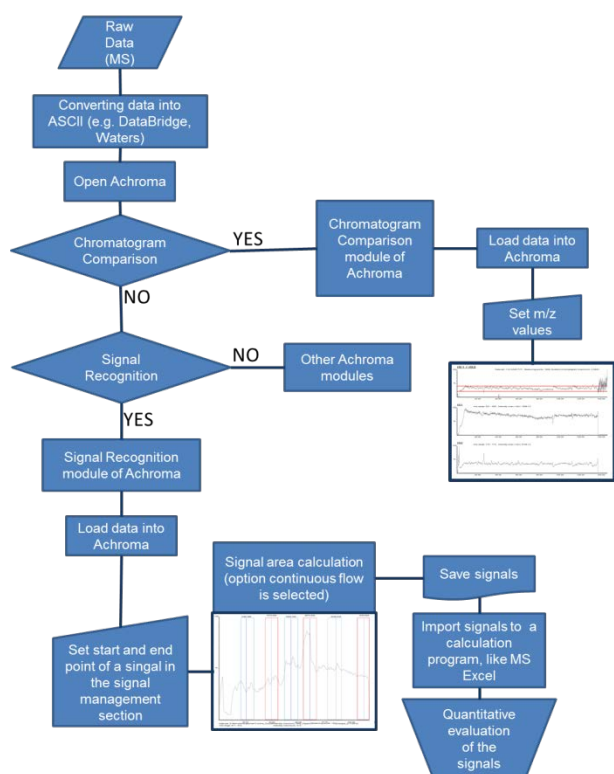 Raw
Data
(MS)
Converting data into
ASCII (e.g. DataBridge,
Waters)
Open Achroma
Chromatogram
Comparison
YES
Chromatogram
Comparison
module of
Achroma
Load data into
Achroma
Set m/z
values
NO
Signal
Recognition
NO
Other Achroma
modules
YES
Signal Recognition
module of Achroma
Load data into
Achroma
Set start and end
point of a singal in
the signal
management
section
Signal area calculation
(option continuous flow
is selected)
Save signals
Import signals to a
calculation
program, like MS
Excel
Quantitative
evaluation
of the
signals